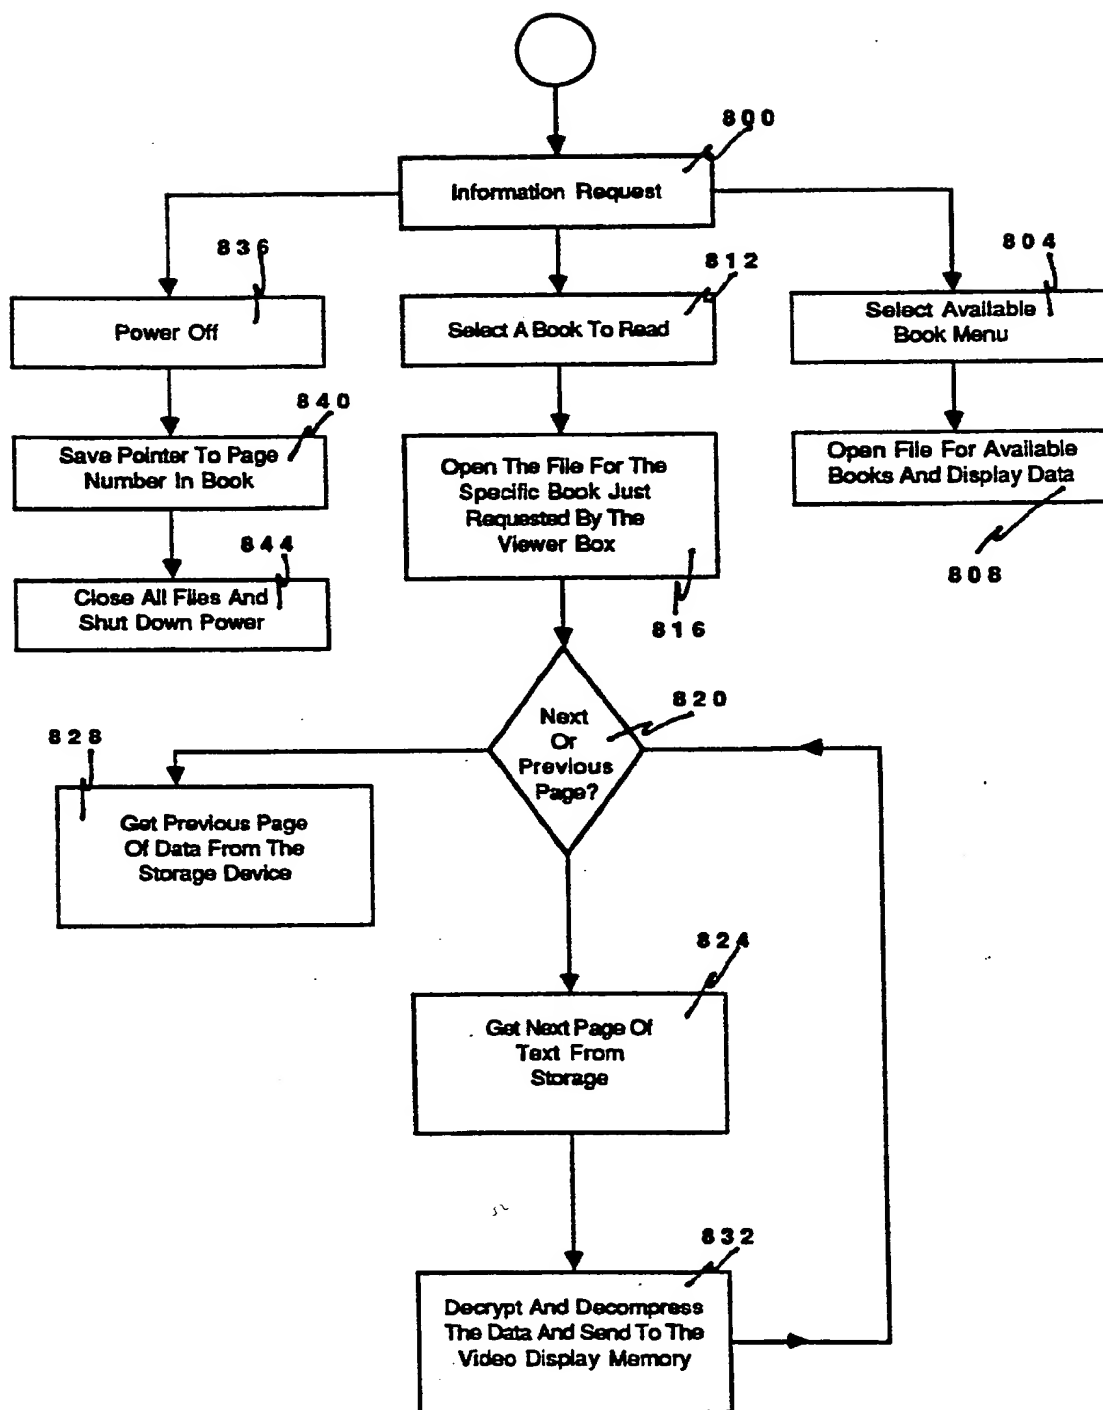 800
Information Request
836
812
804
Power Off
Select A Book To Read
Select Available
Book Menu
840
Save Pointer To Page
Number In Book
Open The File For The
Specific Book Just
Requested By The
Viewer Box
Open File For Available
Books And Display Data
808
844
Close All Files And
Shut Down Power
816
820
Next
Or
Previous
Page?
828
Get Previous Page
Of Data From The
Storage Device
824
Get Next Page Of
Text From
Storage
832
Decrypt And Decompress
The Data And Send To The
Video Display Memory